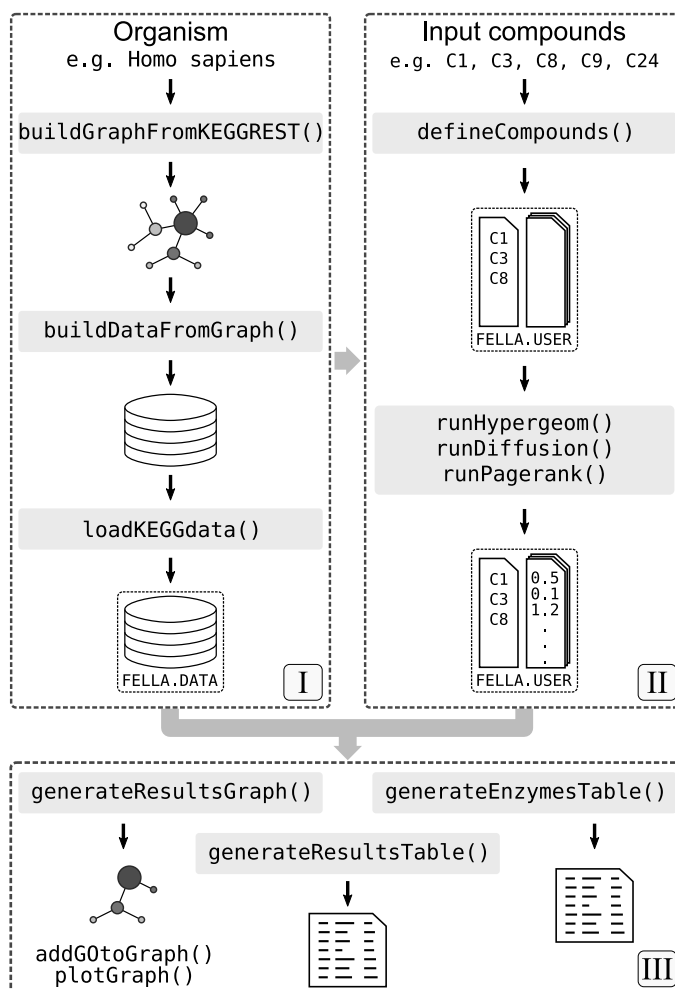 Organism
e.g. Homo sapiens
buildGraphFromKEGGREST()
buildDataFromGraph()
loadKEGGdata()
FELLA.DATA
I
Input compounds
e.g. C1, C3, C8, C9, C24
defineCompounds()
C1
C3
C8
FELLA.USER
runHypergeom()
runDiffusion()
runPagerank()
C1
C3
C8
0.5
0.1
1.2
.
.
.
FELLA.USER
II
generateResultsGraph()
addGOtoGraph()
plotGraph()
generateResultsTable()
generateEnzymesTable()
III